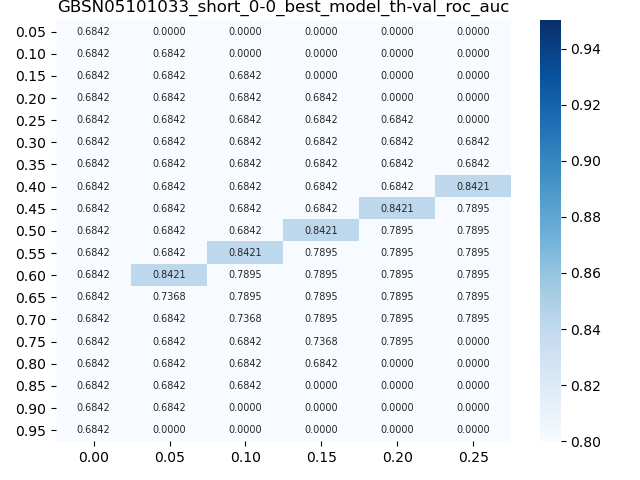 GBSN05101033_short_0-0_best_model_th-val_roc_auc
0.05 0.6842 0.0000 0.0000 0.0000 0.0000 0.0000
0.10 0.6842 0.6842 0.0000 0.0000 0.0000 0.0000
0.15 0.6842 0.6842 0.6842 0.0000 0.0000 0.0000
0.20 0.6842 0.6842 0.6842 0.6842 0.0000 0.0000
0.25 0.6842 0.6842 0.6842 0.6842 0.6842 0.0000
0.30 0.6842 0.6842 0.6842 0.6842 0.6842 0.6842
0.35 0.6842 0.6842 0.6842 0.6842 0.6842 0.6842
0.40 0.6842 0.6842 0.6842 0.6842 0.6842 0.8421
0.45 0.6842 0.6842 0.6842 0.6842 0.8421 0.7895
0.50 0.6842 0.6842 0.6842 0.8421 0.7895 0.7895
0.55 0.6842 0.6842 0.8421 0.7895 0.7895 0.7895
0.60 0.6842 0.8421 0.7895 0.7895 0.7895 0.7895
0.65 0.6842 0.7368 0.7895 0.7895 0.7895 0.7895
0.70 0.6842 0.6842 0.7368 0.7895 0.7895 0.7895
0.75 0.6842 0.6842 0.6842 0.7368 0.7895 0.0000
0.80 0.6842 0.6842 0.6842 0.6842 0.0000 0.0000
0.85 0.6842 0.6842 0.6842 0.0000 0.0000 0.0000
0.90 0.6842 0.6842 0.0000 0.0000 0.0000 0.0000
0.95 0.6842 0.0000 0.0000 0.0000 0.0000 0.0000
0.00 0.05 0.10 0.15 0.20 0.25
0.94
0.92
0.90
0.88
0.86
0.84
0.82
0.80